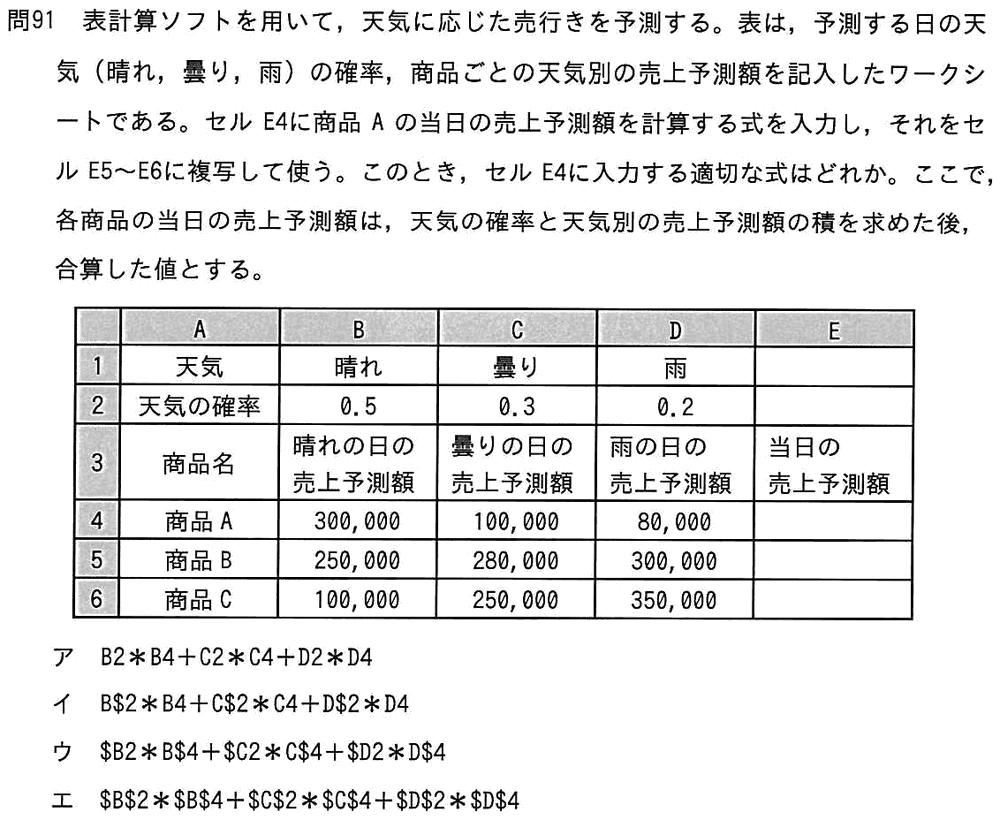 問91 表計算ソフトを用いて，天気に応じた売行きを予測する。表は，予測する日の天
気（晴れ，曇り，雨）の確率，商品ごとの天気別の売上予測額を記入したワークシ
ートである。セル E4に商品 A の当日の売上予測額を計算する式を入力し，それをセ
ル E5～E6に複写して使う。このとき，セル E4に入力する適切な式はどれか。ここで，
各商品の当日の売上予測額は，天気の確率と天気別の売上予測額の積を求めた後，
合算した値とする。
A B C D E
1 天気 晴れ 曇り 雨
2 天気の確率 0.5 0.3 0.2
3 商品名 晴れの日の 曇りの日の 雨の日の 当日の
売上予測額 売上予測額 売上予測額 売上予測額
4 商品 A 300,000 100,000 80,000
5 商品 B 250,000 280,000 300,000
6 商品 C 100,000 250,000 350,000
ア B2＊B4＋C2＊C4＋D2＊D4
イ B$2＊B4＋C$2＊C4＋D$2＊D4
ウ $B2＊B$4＋$C2＊C$4＋$D2＊D$4
エ $B$2＊$B$4＋$C$2＊$C$4＋$D$2＊$D$4